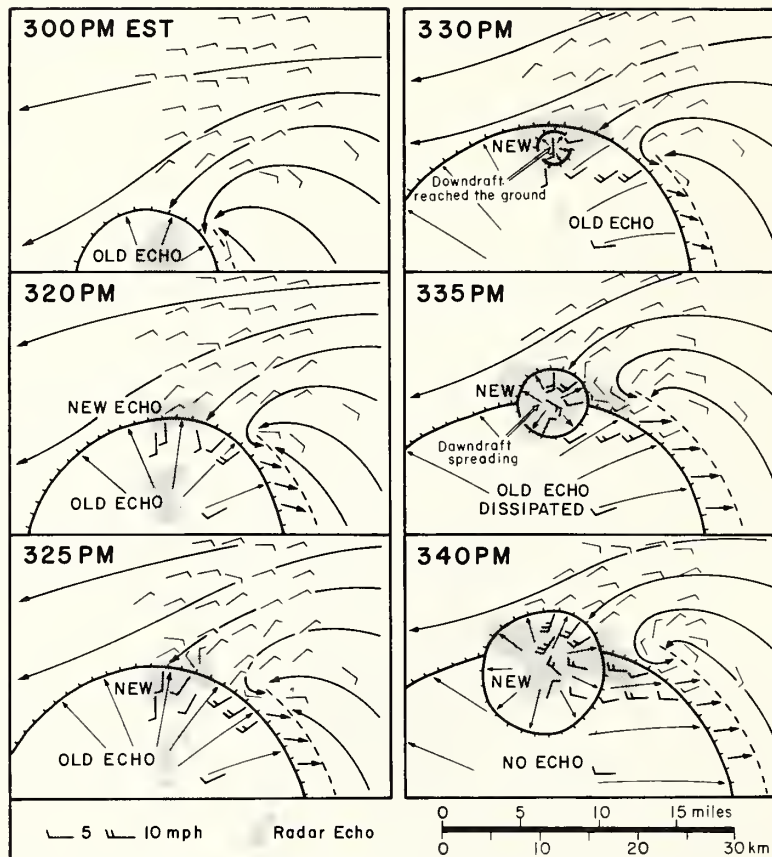 300 PM EST
OLD ECHO
320 PM
NEW ECHO
OLD ECHO
325 PM
NEW
OLD ECHO
330 PM
NEW
Downdraft
reached the ground
OLD ECHO
335 PM
NEW
Dawndraft
spreading
OLD ECHO
DISSIPATED
340 PM
NEW
NO ECHO
5 10 mph Radar Echo
0 5 10 15 miles
0 10 20 30 km